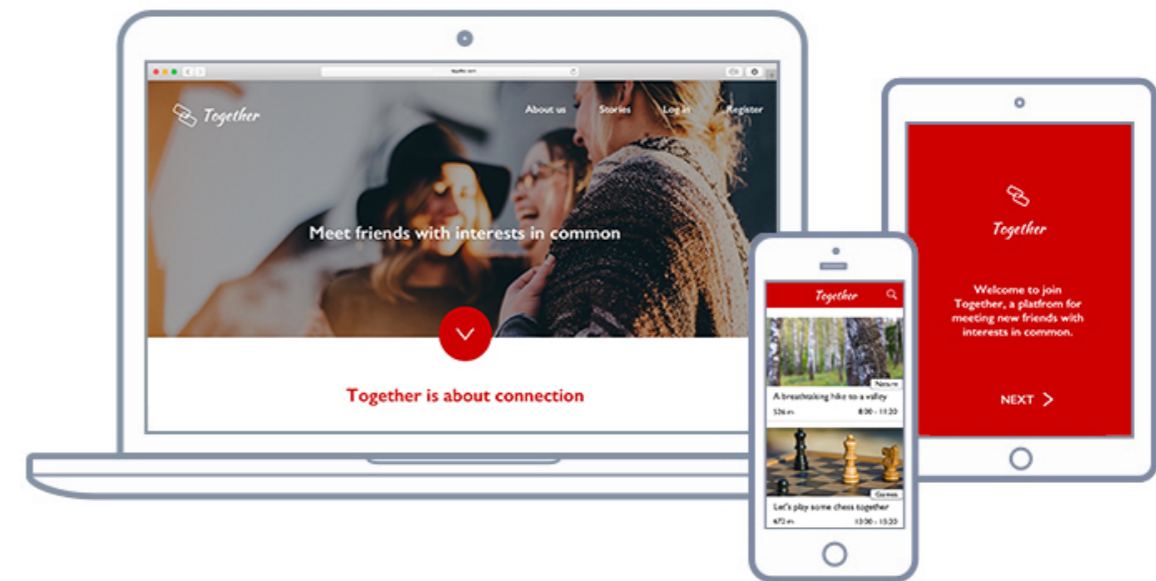 Together
About us Stories Log in Register
Meet friends with interests in common
Together is about connection
Together
Nature
A breathtaking hike to a valley
526 m 8:00 - 11:20
Games
Let's play some chess together
672 m 13:00 - 15:20
Together
Welcome to join
Together, a platfrom for
meeting new friends with
interests in common.
NEXT